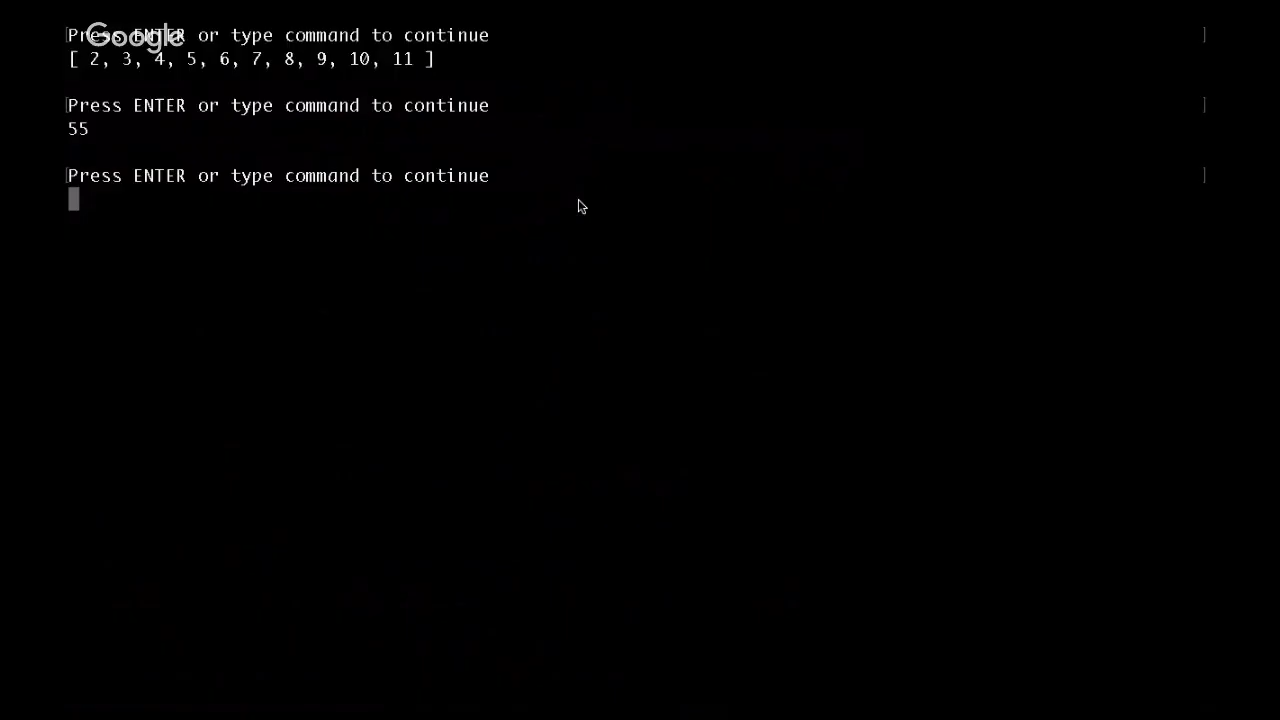 Press ENTER or type command to continue
Google
[ 2, 3, 4, 5, 6, 7, 8, 9, 10, 11 ]
[Press ENTER or type command to continue ]
55
[Press ENTER or type command to continue ]